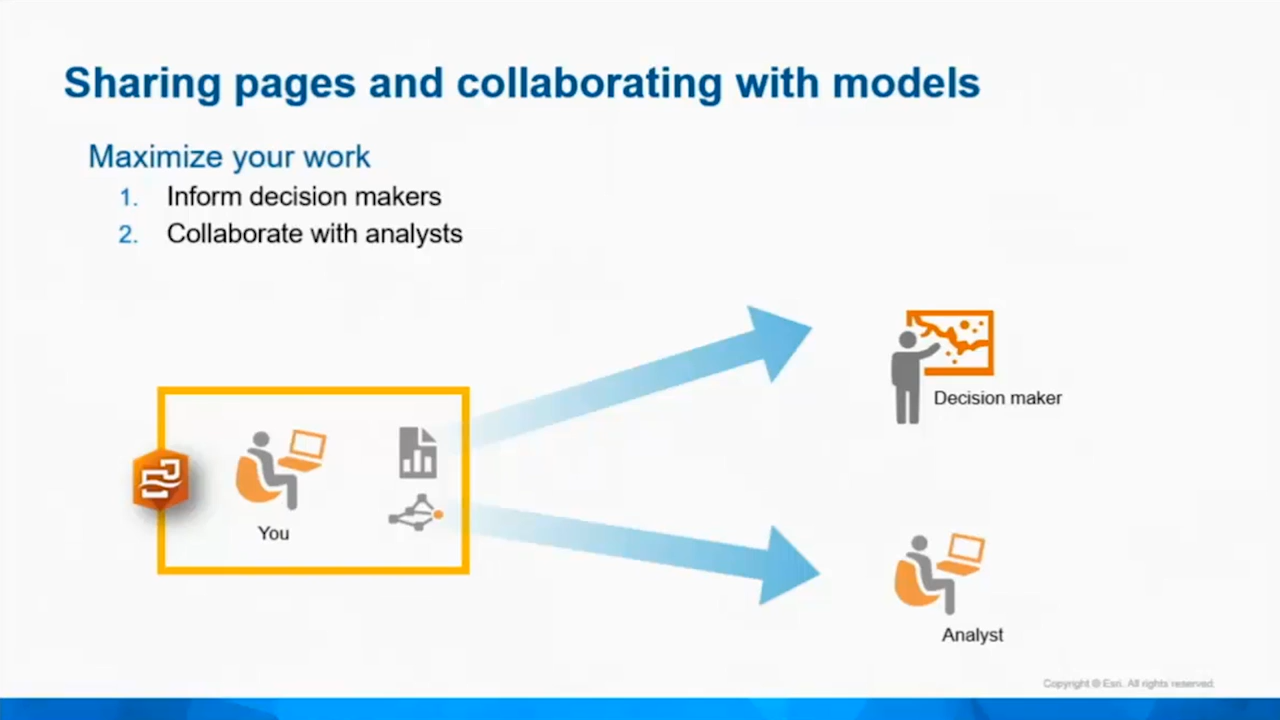 Sharing pages and collaborating with models
Maximize your work
1. Inform decision makers
2. Collaborate with analysts
Decision maker
You
Analyst
Copyright © Esri. All rights reserved.